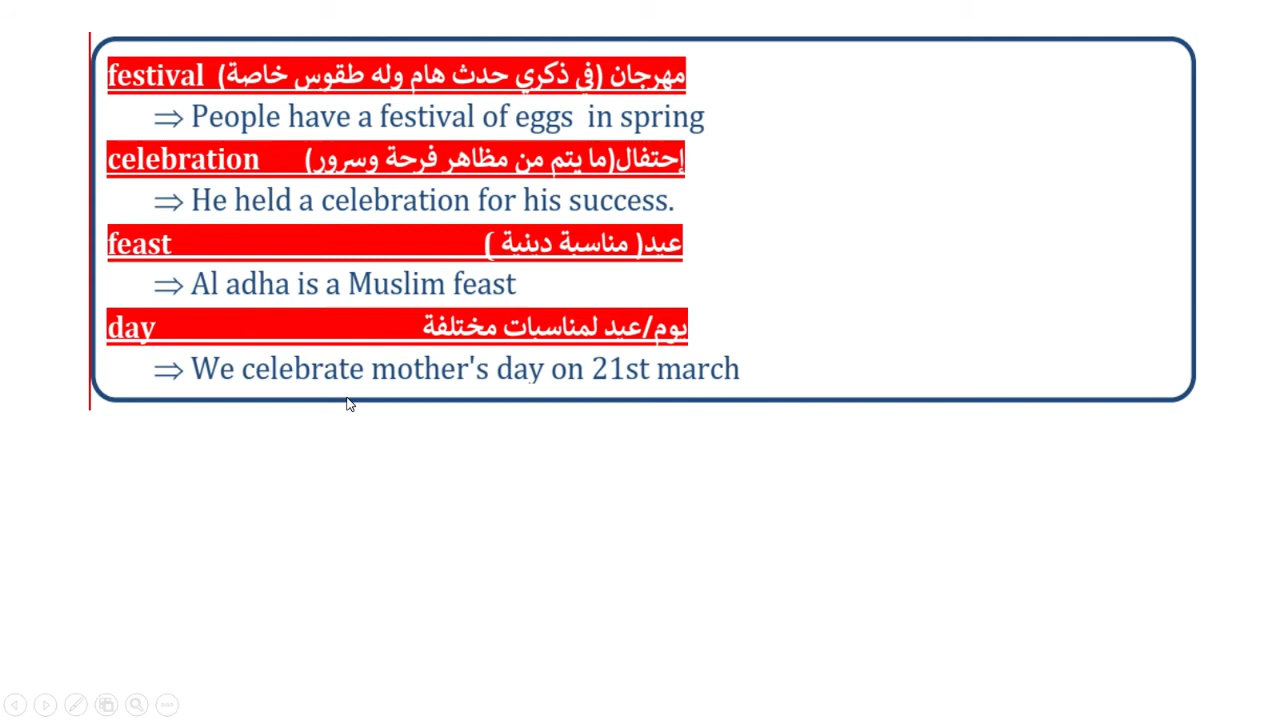 festival مهرجان (في ذكري حدث هام وله طقوس خاصة)
⇒ People have a festival of eggs in spring
celebration إحتفال(ما يتم من مظاهر فرحة وسرور)
⇒ He held a celebration for his success.
feast عيد( مناسبة دينية )
⇒ Al adha is a Muslim feast
day يوم/عيد لمناسبات مختلفة
⇒ We celebrate mother's day on 21st march